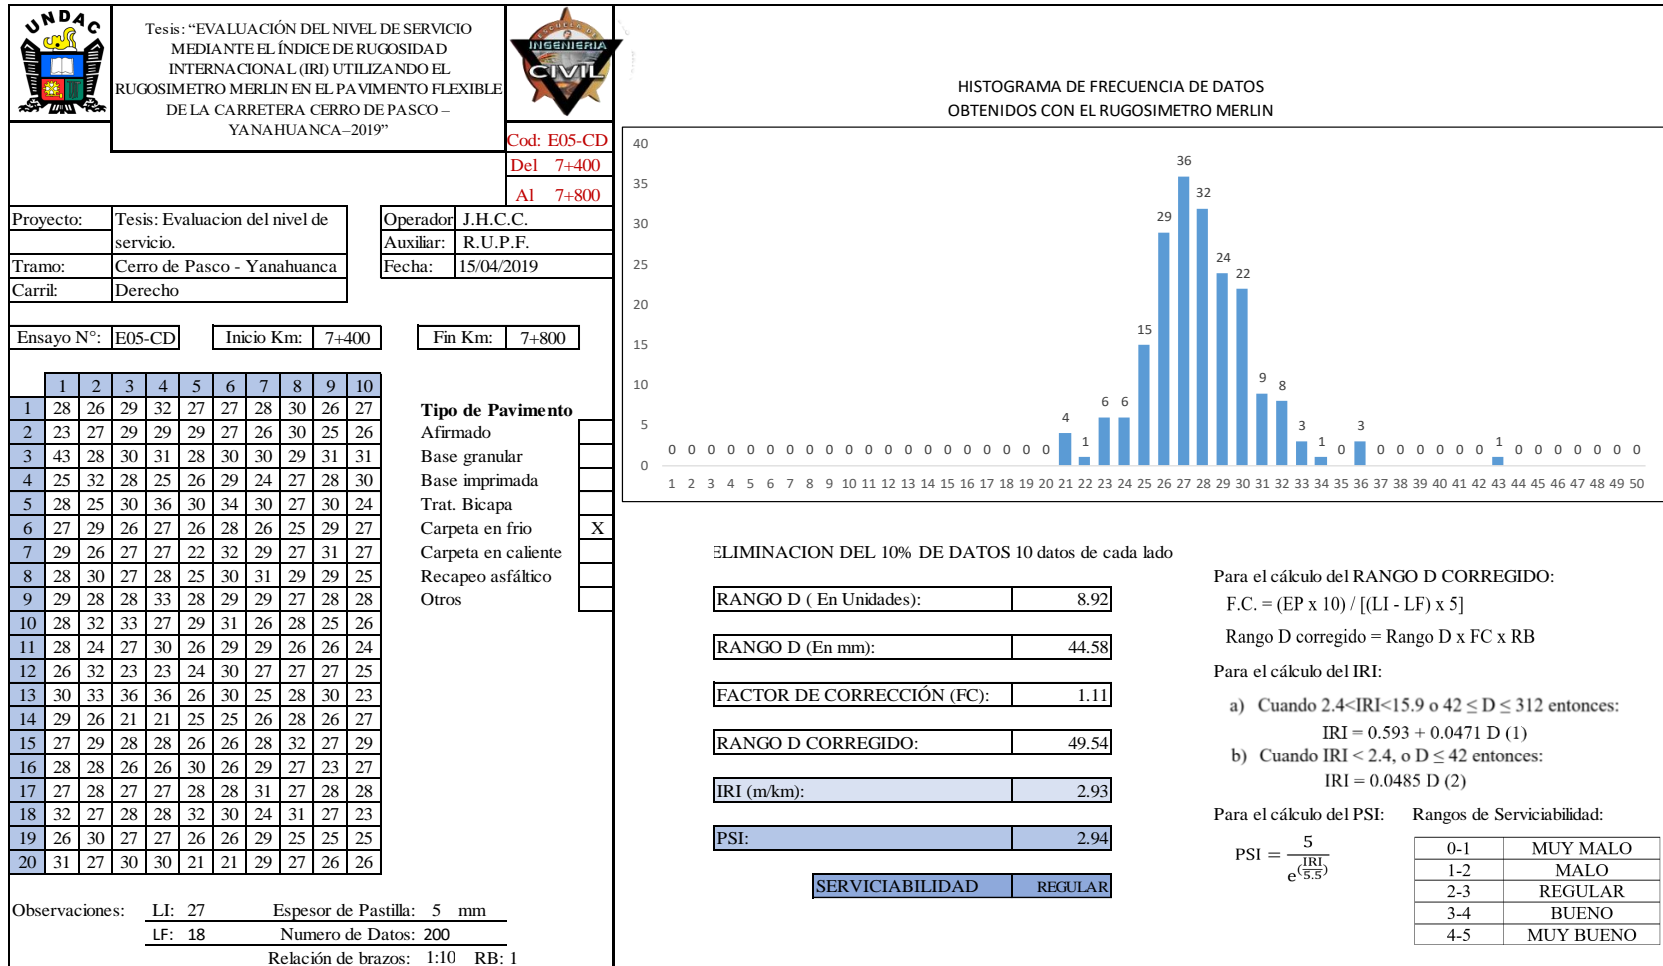 UNDAC
Tesis: “EVALUACIÓN DEL NIVEL DE SERVICIO
MEDIANTE EL ÍNDICE DE RUGOSIDAD
INTERNACIONAL (IRI) UTILIZANDO EL
RUGOSIMETRO MERLIN EN EL PAVIMENTO FLEXIBLE
DE LA CARRETERA CERRO DE PASCO –
YANAHUANCA–2019”
INGENIERIA
CIVIL
Cod: E05-CD
Del 7+400
Al 7+800
Proyecto: Tesis: Evaluacion del nivel de
servicio.
Tramo: Cerro de Pasco - Yanahuanca
Carril: Derecho
Operador J.H.C.C.
Auxiliar: R.U.P.F.
Fecha: 15/04/2019
Ensayo N°: E05-CD Inicio Km: 7+400 Fin Km: 7+800
1 2 3 4 5 6 7 8 9 10
1 28 26 29 32 27 27 28 30 26 27
2 23 27 29 29 29 27 26 30 25 26
3 43 28 30 31 28 30 30 29 31 31
4 25 32 28 25 26 29 24 27 28 30
5 28 25 30 36 30 34 30 27 30 24
6 27 29 26 27 26 28 26 25 29 27
7 29 26 27 27 22 32 29 27 31 27
8 28 30 27 28 25 30 31 29 29 25
9 29 28 28 33 28 29 29 27 28 28
10 28 32 33 27 29 31 26 28 25 26
11 28 24 27 30 26 29 29 26 26 24
12 26 32 23 23 24 30 27 27 27 25
13 30 33 36 36 26 30 25 28 30 23
14 29 26 21 21 25 25 26 28 26 27
15 27 29 28 28 26 26 28 32 27 29
16 28 28 26 26 30 26 29 27 23 27
17 27 28 27 27 28 28 31 27 28 28
18 32 27 28 28 32 30 24 31 27 23
19 26 30 27 27 26 26 29 25 25 25
20 31 27 30 30 21 21 29 27 26 26
Tipo de Pavimento
Afirmado
Base granular
Base imprimada
Trat. Bicapa
Carpeta en frio X
Carpeta en caliente
Recapeo asfáltico
Otros
Observaciones: LI: 27 Espesor de Pastilla: 5 mm
LF: 18 Numero de Datos: 200
Relación de brazos: 1:10 RB: 1
HISTOGRAMA DE FRECUENCIA DE DATOS
OBTENIDOS CON EL RUGOSIMETRO MERLIN
40
35
30
25
20
15
10
5
0
0 0 0 0 0 0 0 0 0 0 0 0 0 0 0 0 0 0 0 0 4 1 6 6 15 29 36 32 24 22 9 8 3 1 0 3 0 0 0 0 0 0 1 0 0 0 0 0 0 0
1 2 3 4 5 6 7 8 9 10 11 12 13 14 15 16 17 18 19 20 21 22 23 24 25 26 27 28 29 30 31 32 33 34 35 36 37 38 39 40 41 42 43 44 45 46 47 48 49 50
ELIMINACION DEL 10% DE DATOS 10 datos de cada lado
RANGO D ( En Unidades): 8.92
RANGO D (En mm): 44.58
FACTOR DE CORRECCIÓN (FC): 1.11
RANGO D CORREGIDO: 49.54
IRI (m/km): 2.93
PSI: 2.94
SERVICIABILIDAD REGULAR
Para el cálculo del RANGO D CORREGIDO:
F.C. = (EP x 10) / [(LI - LF) x 5]
Rango D corregido = Rango D x FC x RB
Para el cálculo del IRI:
a) Cuando 2.4<IRI<15.9 o 42 ≤ D ≤ 312 entonces:
IRI = 0.593 + 0.0471 D (1)
b) Cuando IRI < 2.4, o D ≤ 42 entonces:
IRI = 0.0485 D (2)
Para el cálculo del PSI: Rangos de Serviciabilidad:
PSI = 5 / e^(IRI/5.5)
0-1 MUY MALO
1-2 MALO
2-3 REGULAR
3-4 BUENO
4-5 MUY BUENO